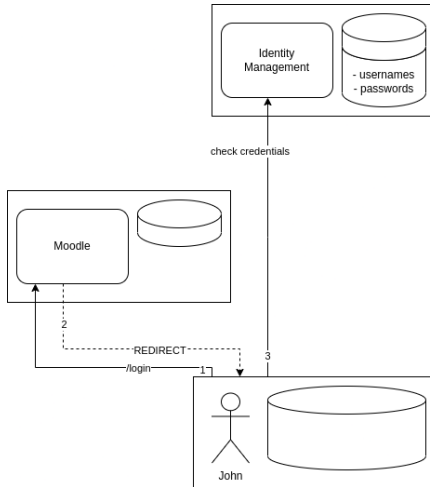 Identity
Management
- usernames
- passwords
check credentials
Moodle
2
REDIRECT
/login
1
3
John